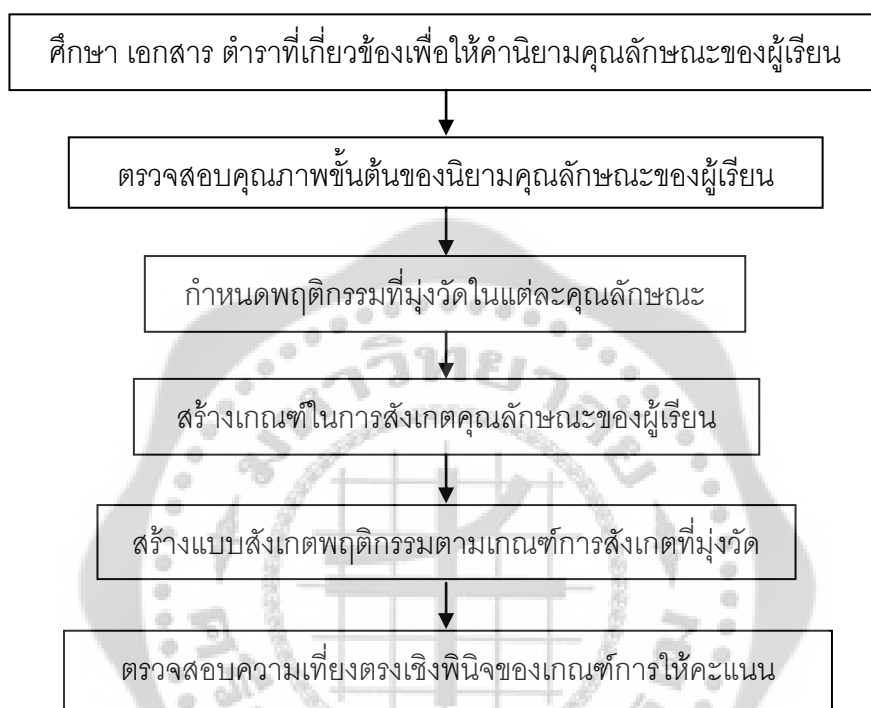 ศึกษา เอกสาร ตำราที่เกี่ยวข้องเพื่อให้คำนิยามคุณลักษณะของผู้เรียน
ตรวจสอบคุณภาพขั้นต้นของนิยามคุณลักษณะของผู้เรียน
กำหนดพฤติกรรมที่มุ่งวัดในแต่ละคุณลักษณะ
มหาวิทยาลัย
สร้างเกณฑ์ในการสังเกตคุณลักษณะของผู้เรียน
สร้างแบบสังเกตพฤติกรรมตามเกณฑ์การสังเกตที่มุ่งวัด
ตรวจสอบความเที่ยงตรงเชิงพินิจของเกณฑ์การให้คะแนน